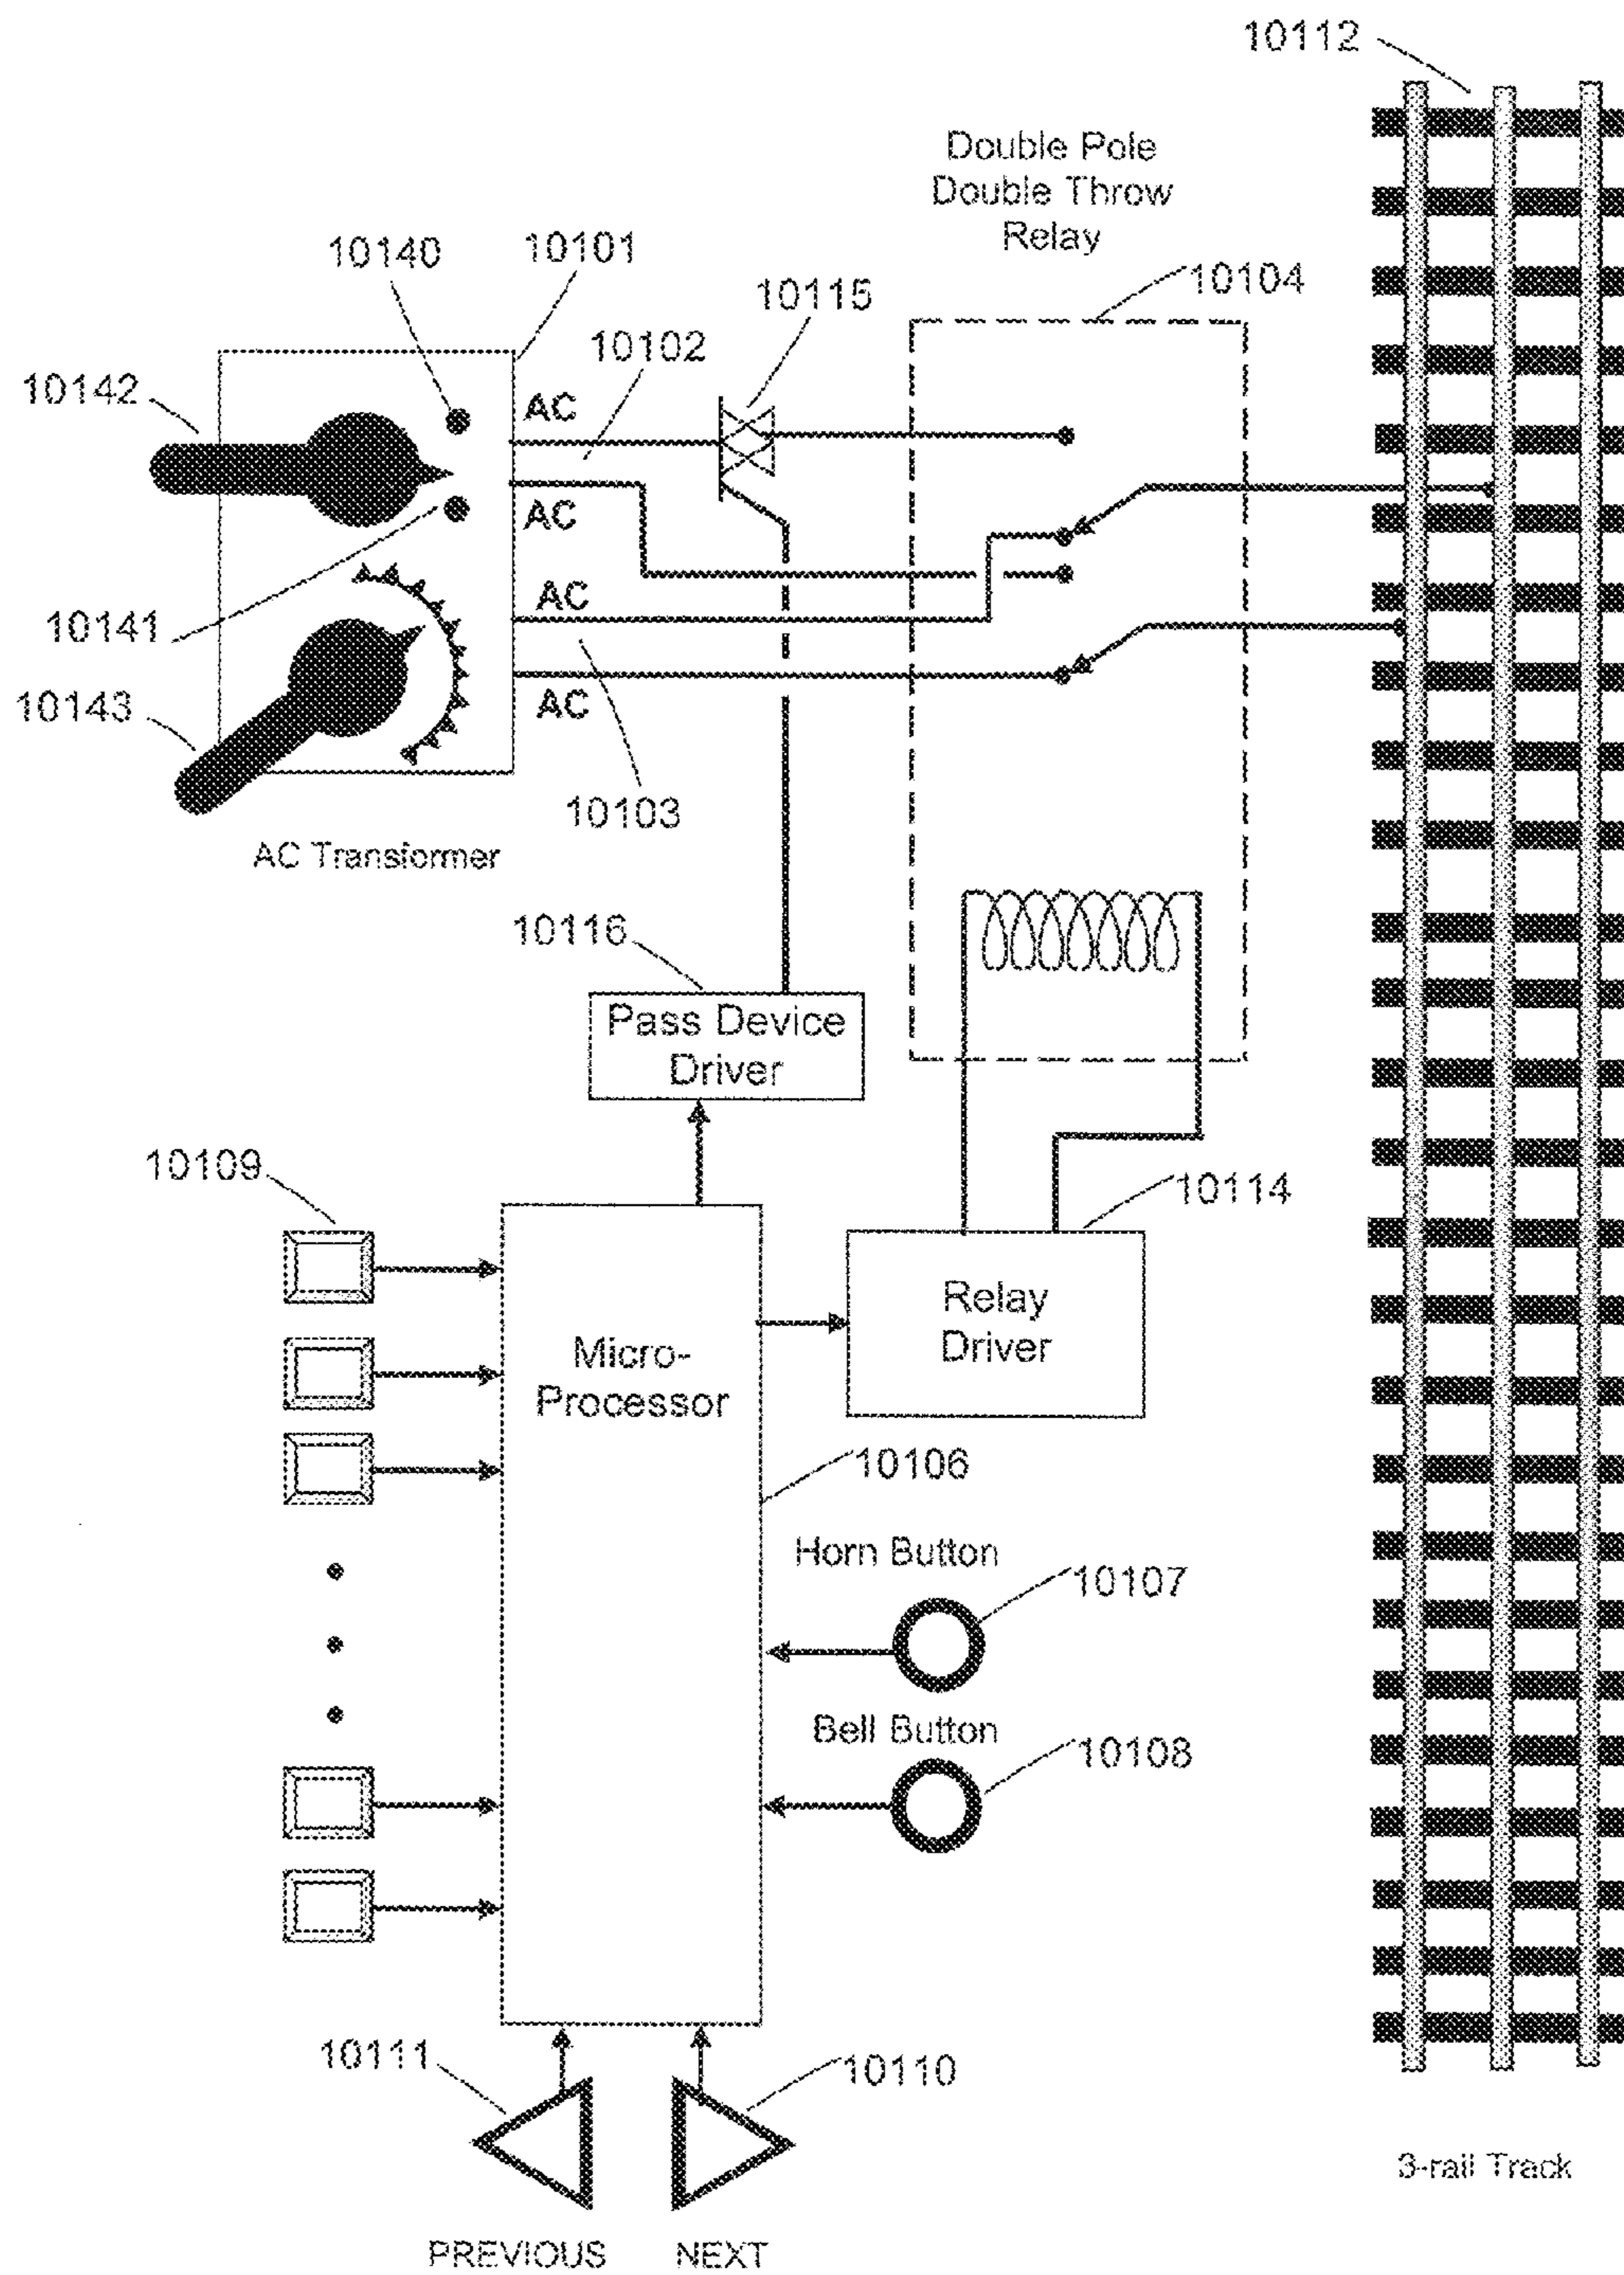 10112
Double Pole
Double Throw
Relay
10140
10101
10104
10115
10102
10142
AC
AC
AC
10141
AC
10143
10103
AC Transformer
10116
Pass Device
Driver
10109
10114
Relay
Driver
Micro-
Processor
10106
Horn Button
10107
Bell Button
10108
10111
10110
3-rail Track
PREVIOUS
NEXT